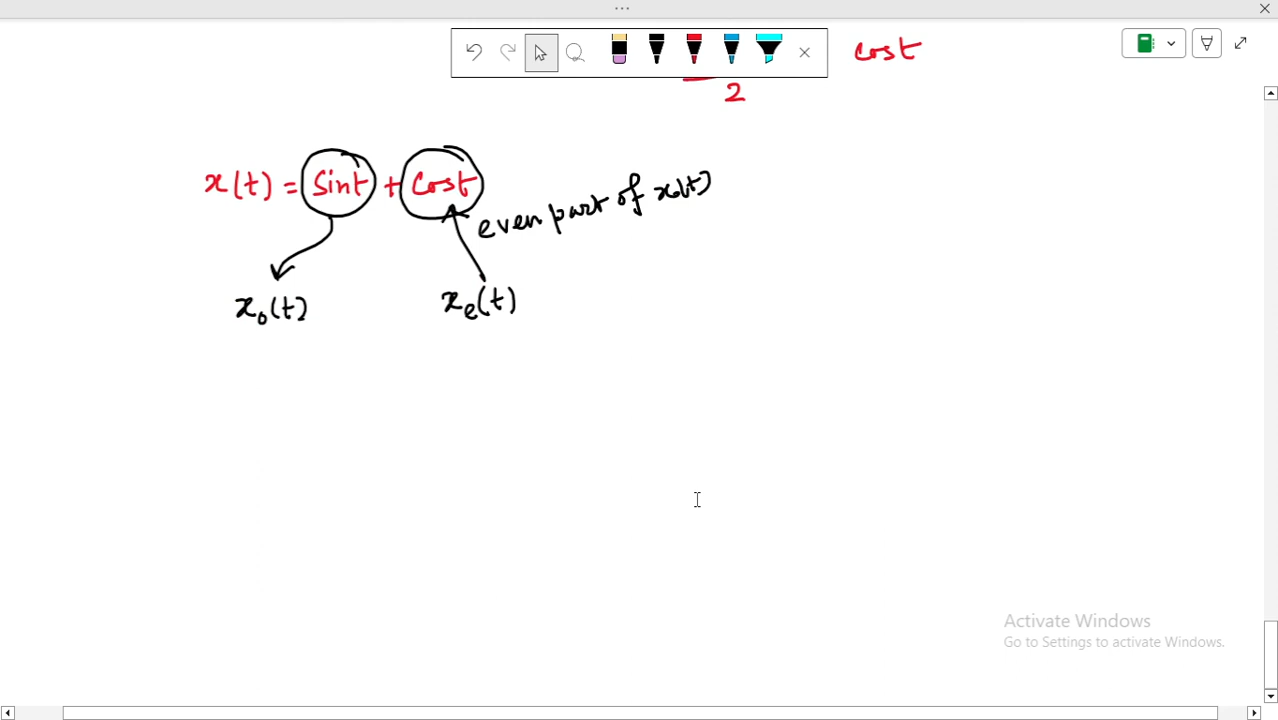 cost
2
x(t) = Sint + Cost
even part of x(t)
x₀(t) xₑ(t)
Activate Windows
Go to Settings to activate Windows.